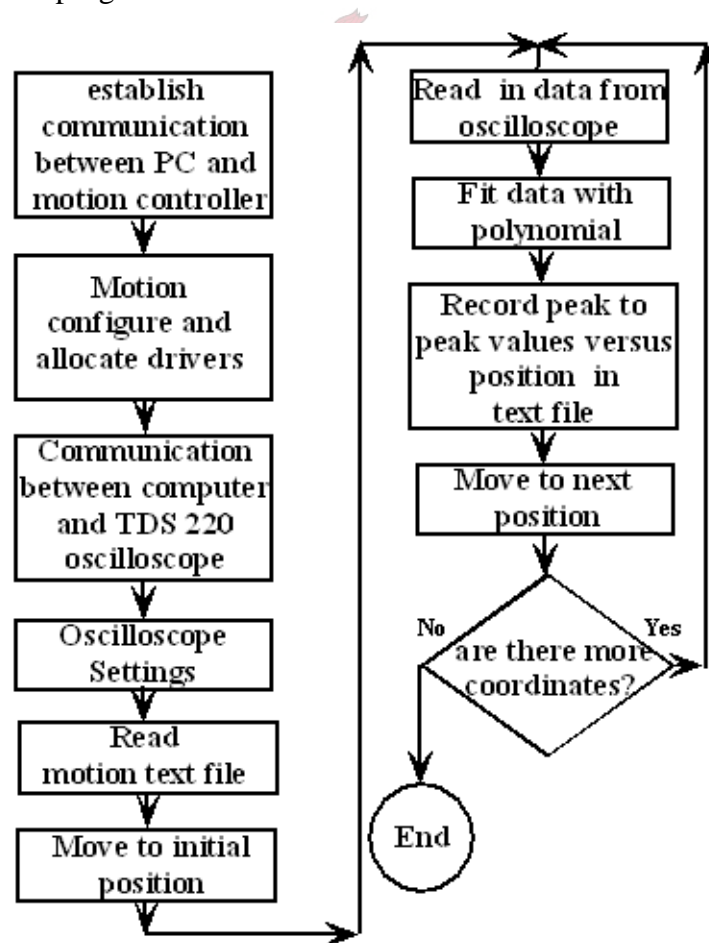 establish
communication
between PC and
motion controller
Motion
configure and
allocate drivers
Communication
between computer
and TDS 220
oscilloscope
Oscilloscope
Settings
Read
motion text file
Move to initial
position
Read in data from
oscilloscope
Fit data with
polynomial
Record peak to
peak values versus
position in
text file
Move to next
position
No
Yes
are there more
coordinates?
End